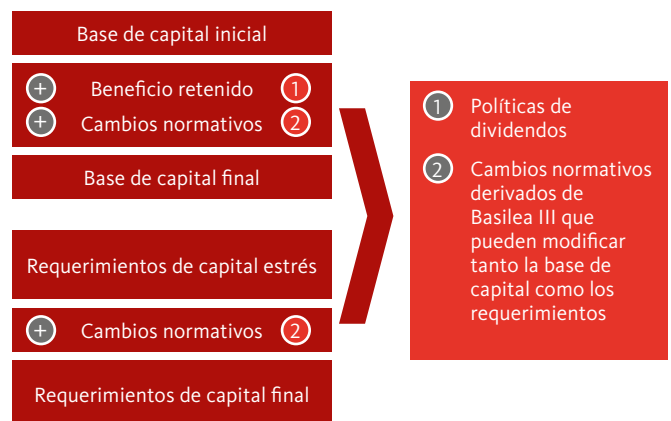 Base de capital inicial
+ Beneficio retenido 1
+ Cambios normativos 2
Base de capital final
Requerimientos de capital estrés
+ Cambios normativos 2
Requerimientos de capital final
1 Políticas de
dividendos
2 Cambios normativos
derivados de
Basilea III que
pueden modificar
tanto la base de
capital como los
requerimientos